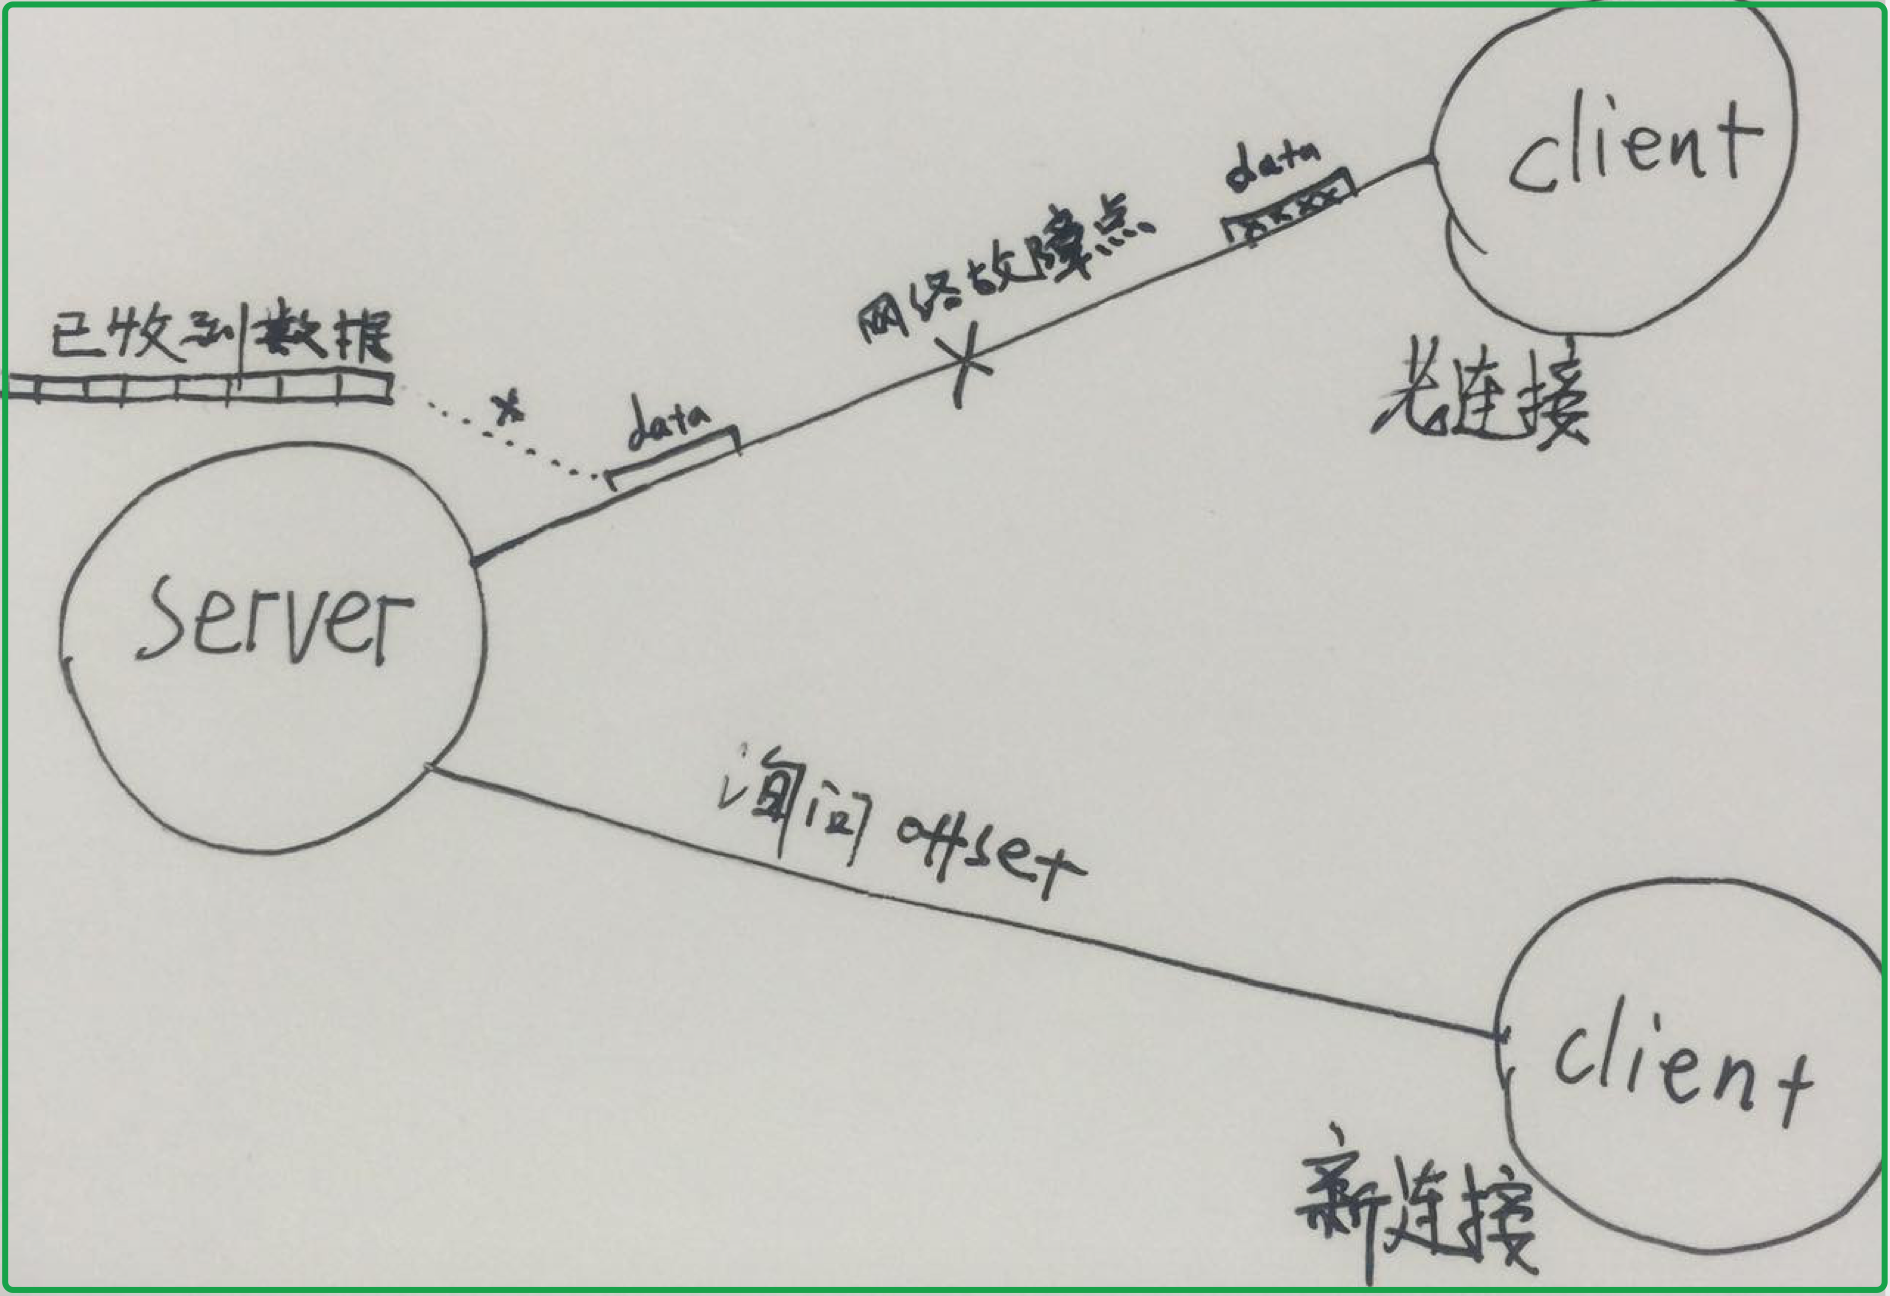 client
data
网络故障点
已收到数据
老连接
x
data
server
询问 offset
client
新连接